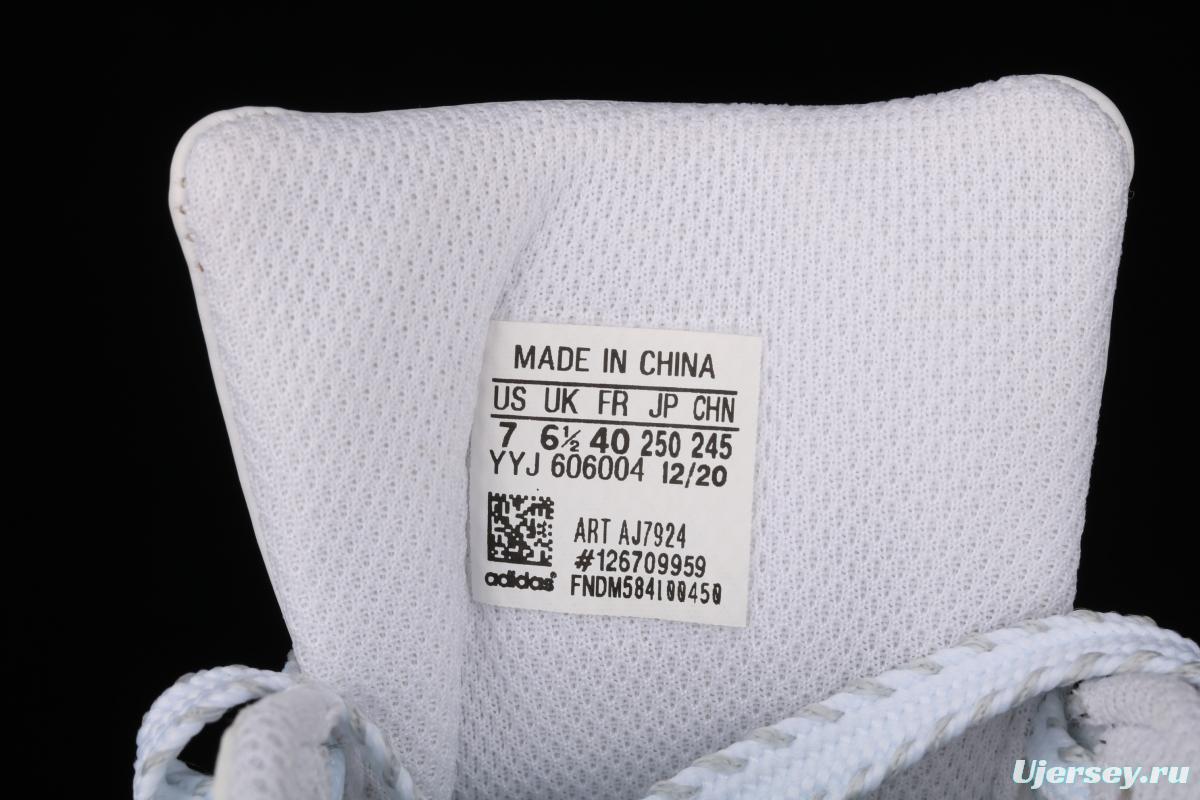 MADE IN CHINA
US UK FR JP CHN
7 6½ 40 250 245
YYJ 606004 12/20
ART AJ7924
#126709959
adidas® FNDM584I00450
Ujersey.ru